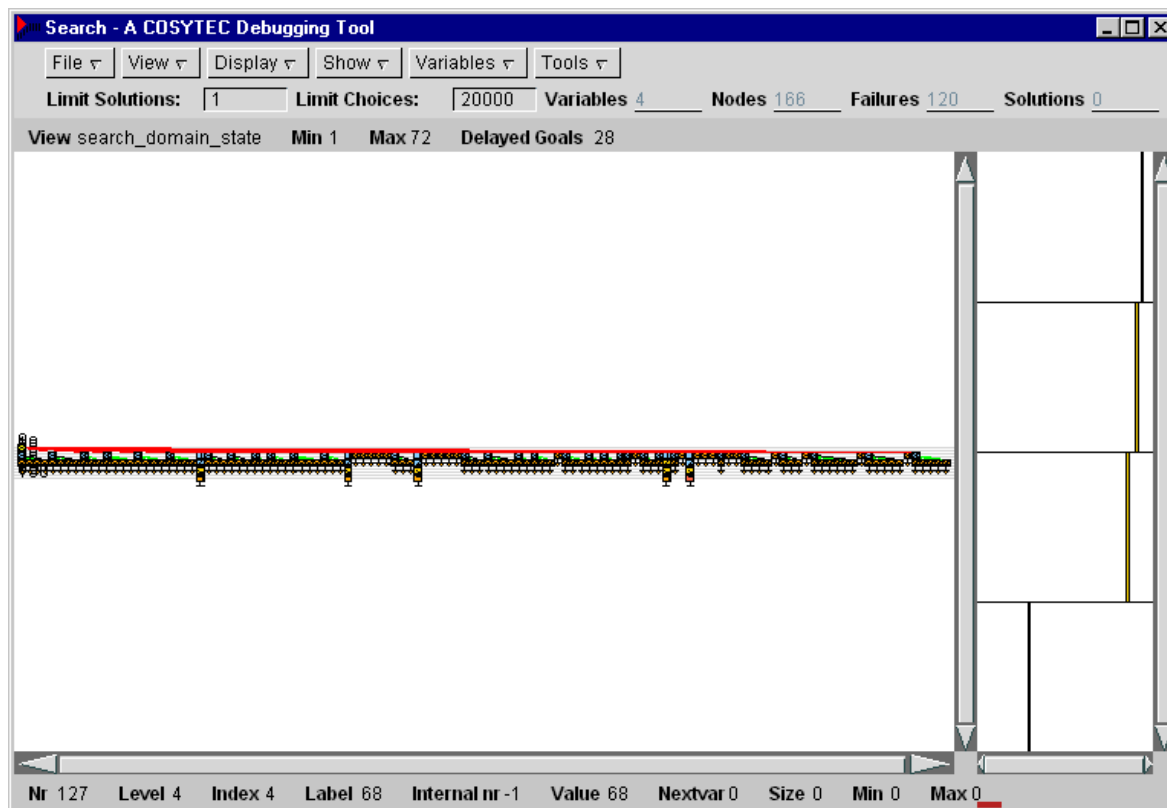 Search - A COSYTEC Debugging Tool
File View Display Show Variables Tools
Limit Solutions: 1 Limit Choices: 20000 Variables 4 Nodes 166 Failures 120 Solutions 0
View search_domain_state Min 1 Max 72 Delayed Goals 28
Nr 127 Level 4 Index 4 Label 68 Internal nr -1 Value 68 Nextvar 0 Size 0 Min 0 Max 0